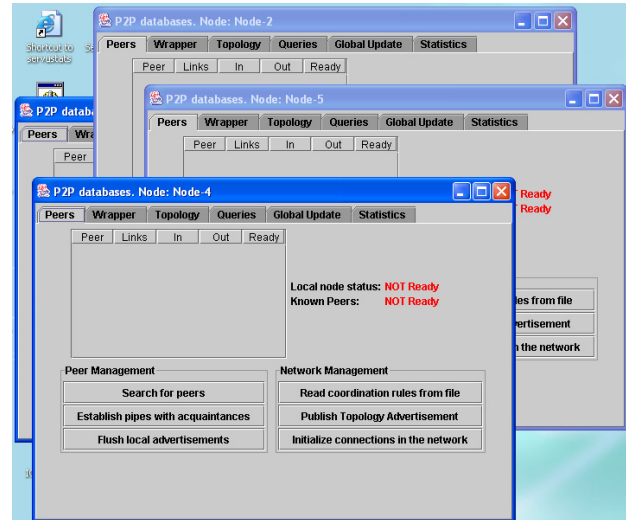 Shortcut to
servustats
P2P databases. Node: Node-2
Peers Wrapper Topology Queries Global Update Statistics
Peer Links In Out Ready
P2P databases. Node: Node-5
Peers Wrapper Topology Queries Global Update Statistics
Peer Links In Out Ready
Ready
Ready
les from file
ertisement
n the network
P2P datab
Peers Wra
Peer
P2P databases. Node: Node-4
Peers Wrapper Topology Queries Global Update Statistics
Peer Links In Out Ready
Local node status: NOT Ready
Known Peers: NOT Ready
Peer Management
Search for peers
Establish pipes with acquaintances
Flush local advertisements
Network Management
Read coordination rules from file
Publish Topology Advertisement
Initialize connections in the network